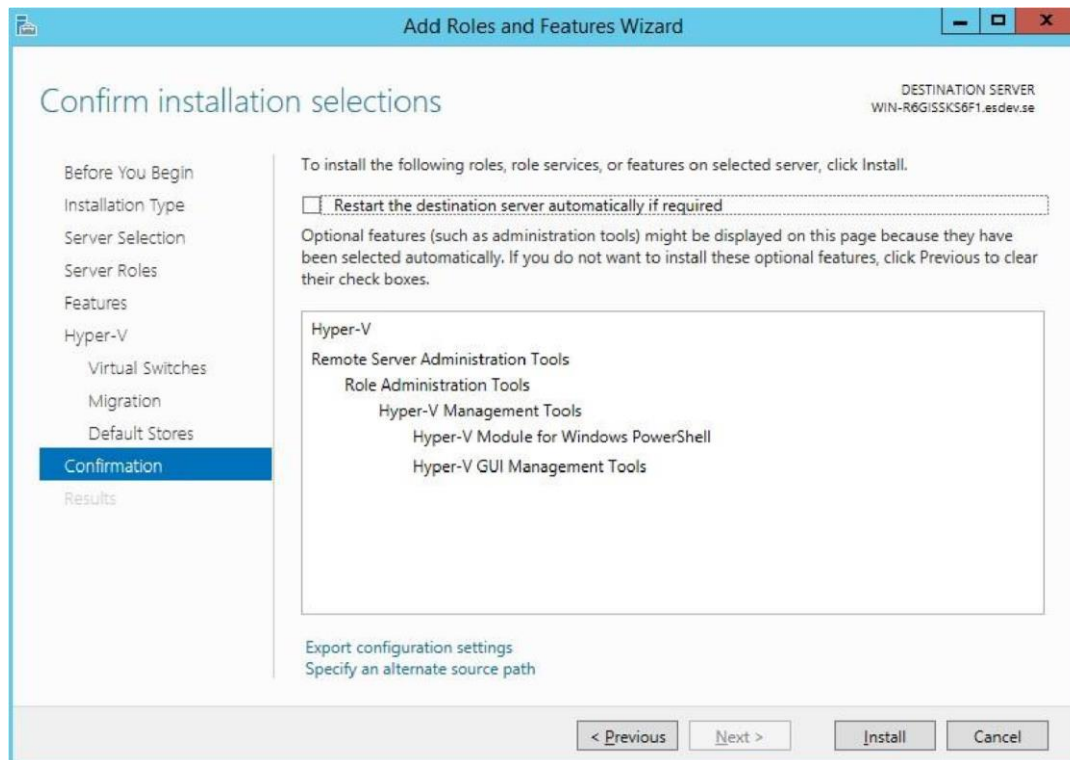 Add Roles and Features Wizard
Confirm installation selections
DESTINATION SERVER
WIN-R6GISSKS6F1.esdev.se
Before You Begin
Installation Type
Server Selection
Server Roles
Features
Hyper-V
Virtual Switches
Migration
Default Stores
Confirmation
Results
To install the following roles, role services, or features on selected server, click Install.
Restart the destination server automatically if required
Optional features (such as administration tools) might be displayed on this page because they have
been selected automatically. If you do not want to install these optional features, click Previous to clear
their check boxes.
Hyper-V
Remote Server Administration Tools
Role Administration Tools
Hyper-V Management Tools
Hyper-V Module for Windows PowerShell
Hyper-V GUI Management Tools
Export configuration settings
Specify an alternate source path
< Previous
Next >
Install
Cancel